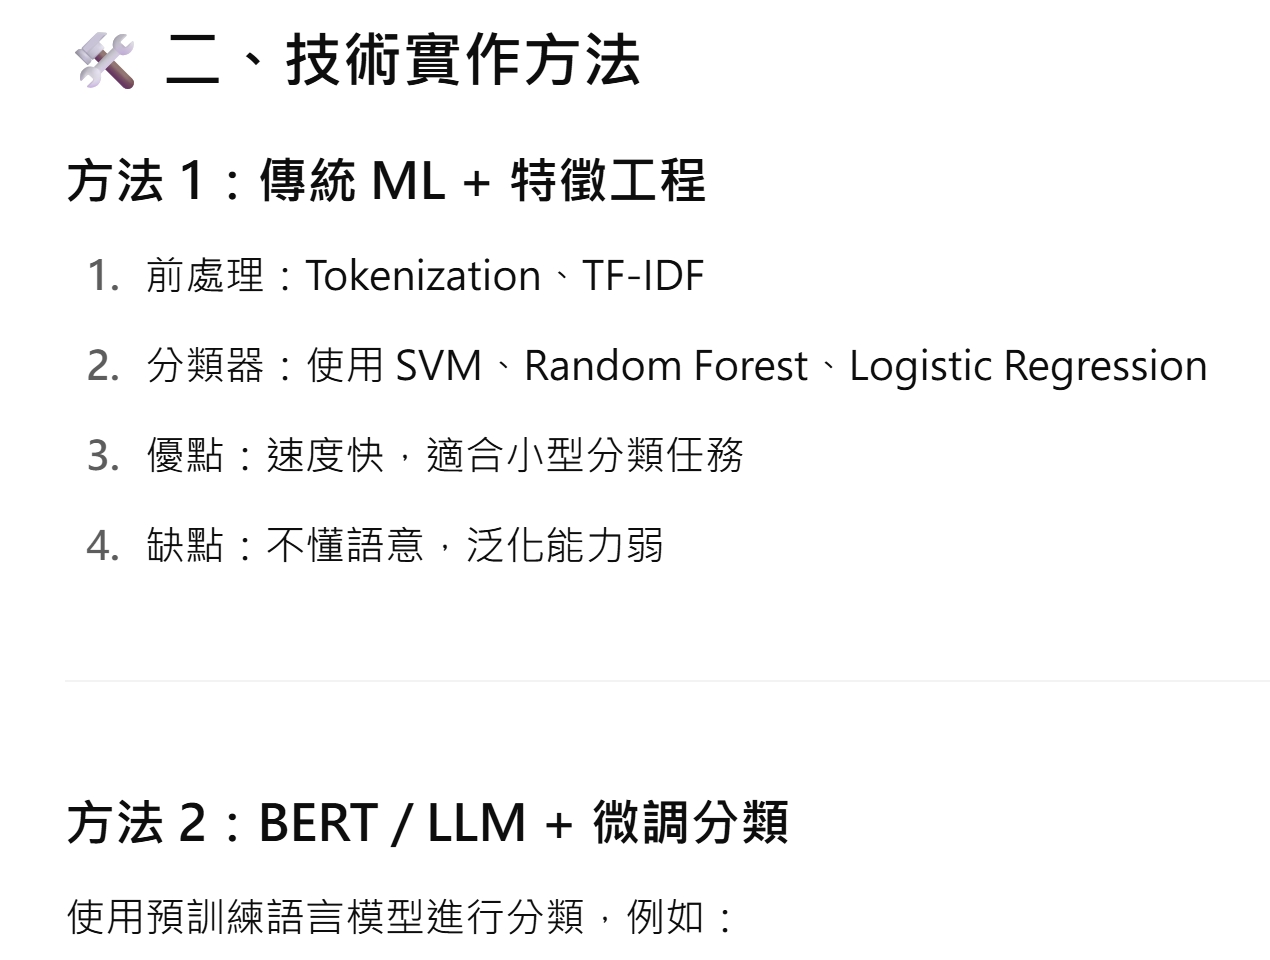 🛠️ 二、技術實作方法
方法 1：傳統 ML + 特徵工程
1. 前處理：Tokenization、TF-IDF
2. 分類器：使用 SVM、Random Forest、Logistic Regression
3. 優點：速度快，適合小型分類任務
4. 缺點：不懂語意，泛化能力弱
方法 2：BERT / LLM + 微調分類
使用預訓練語言模型進行分類，例如：